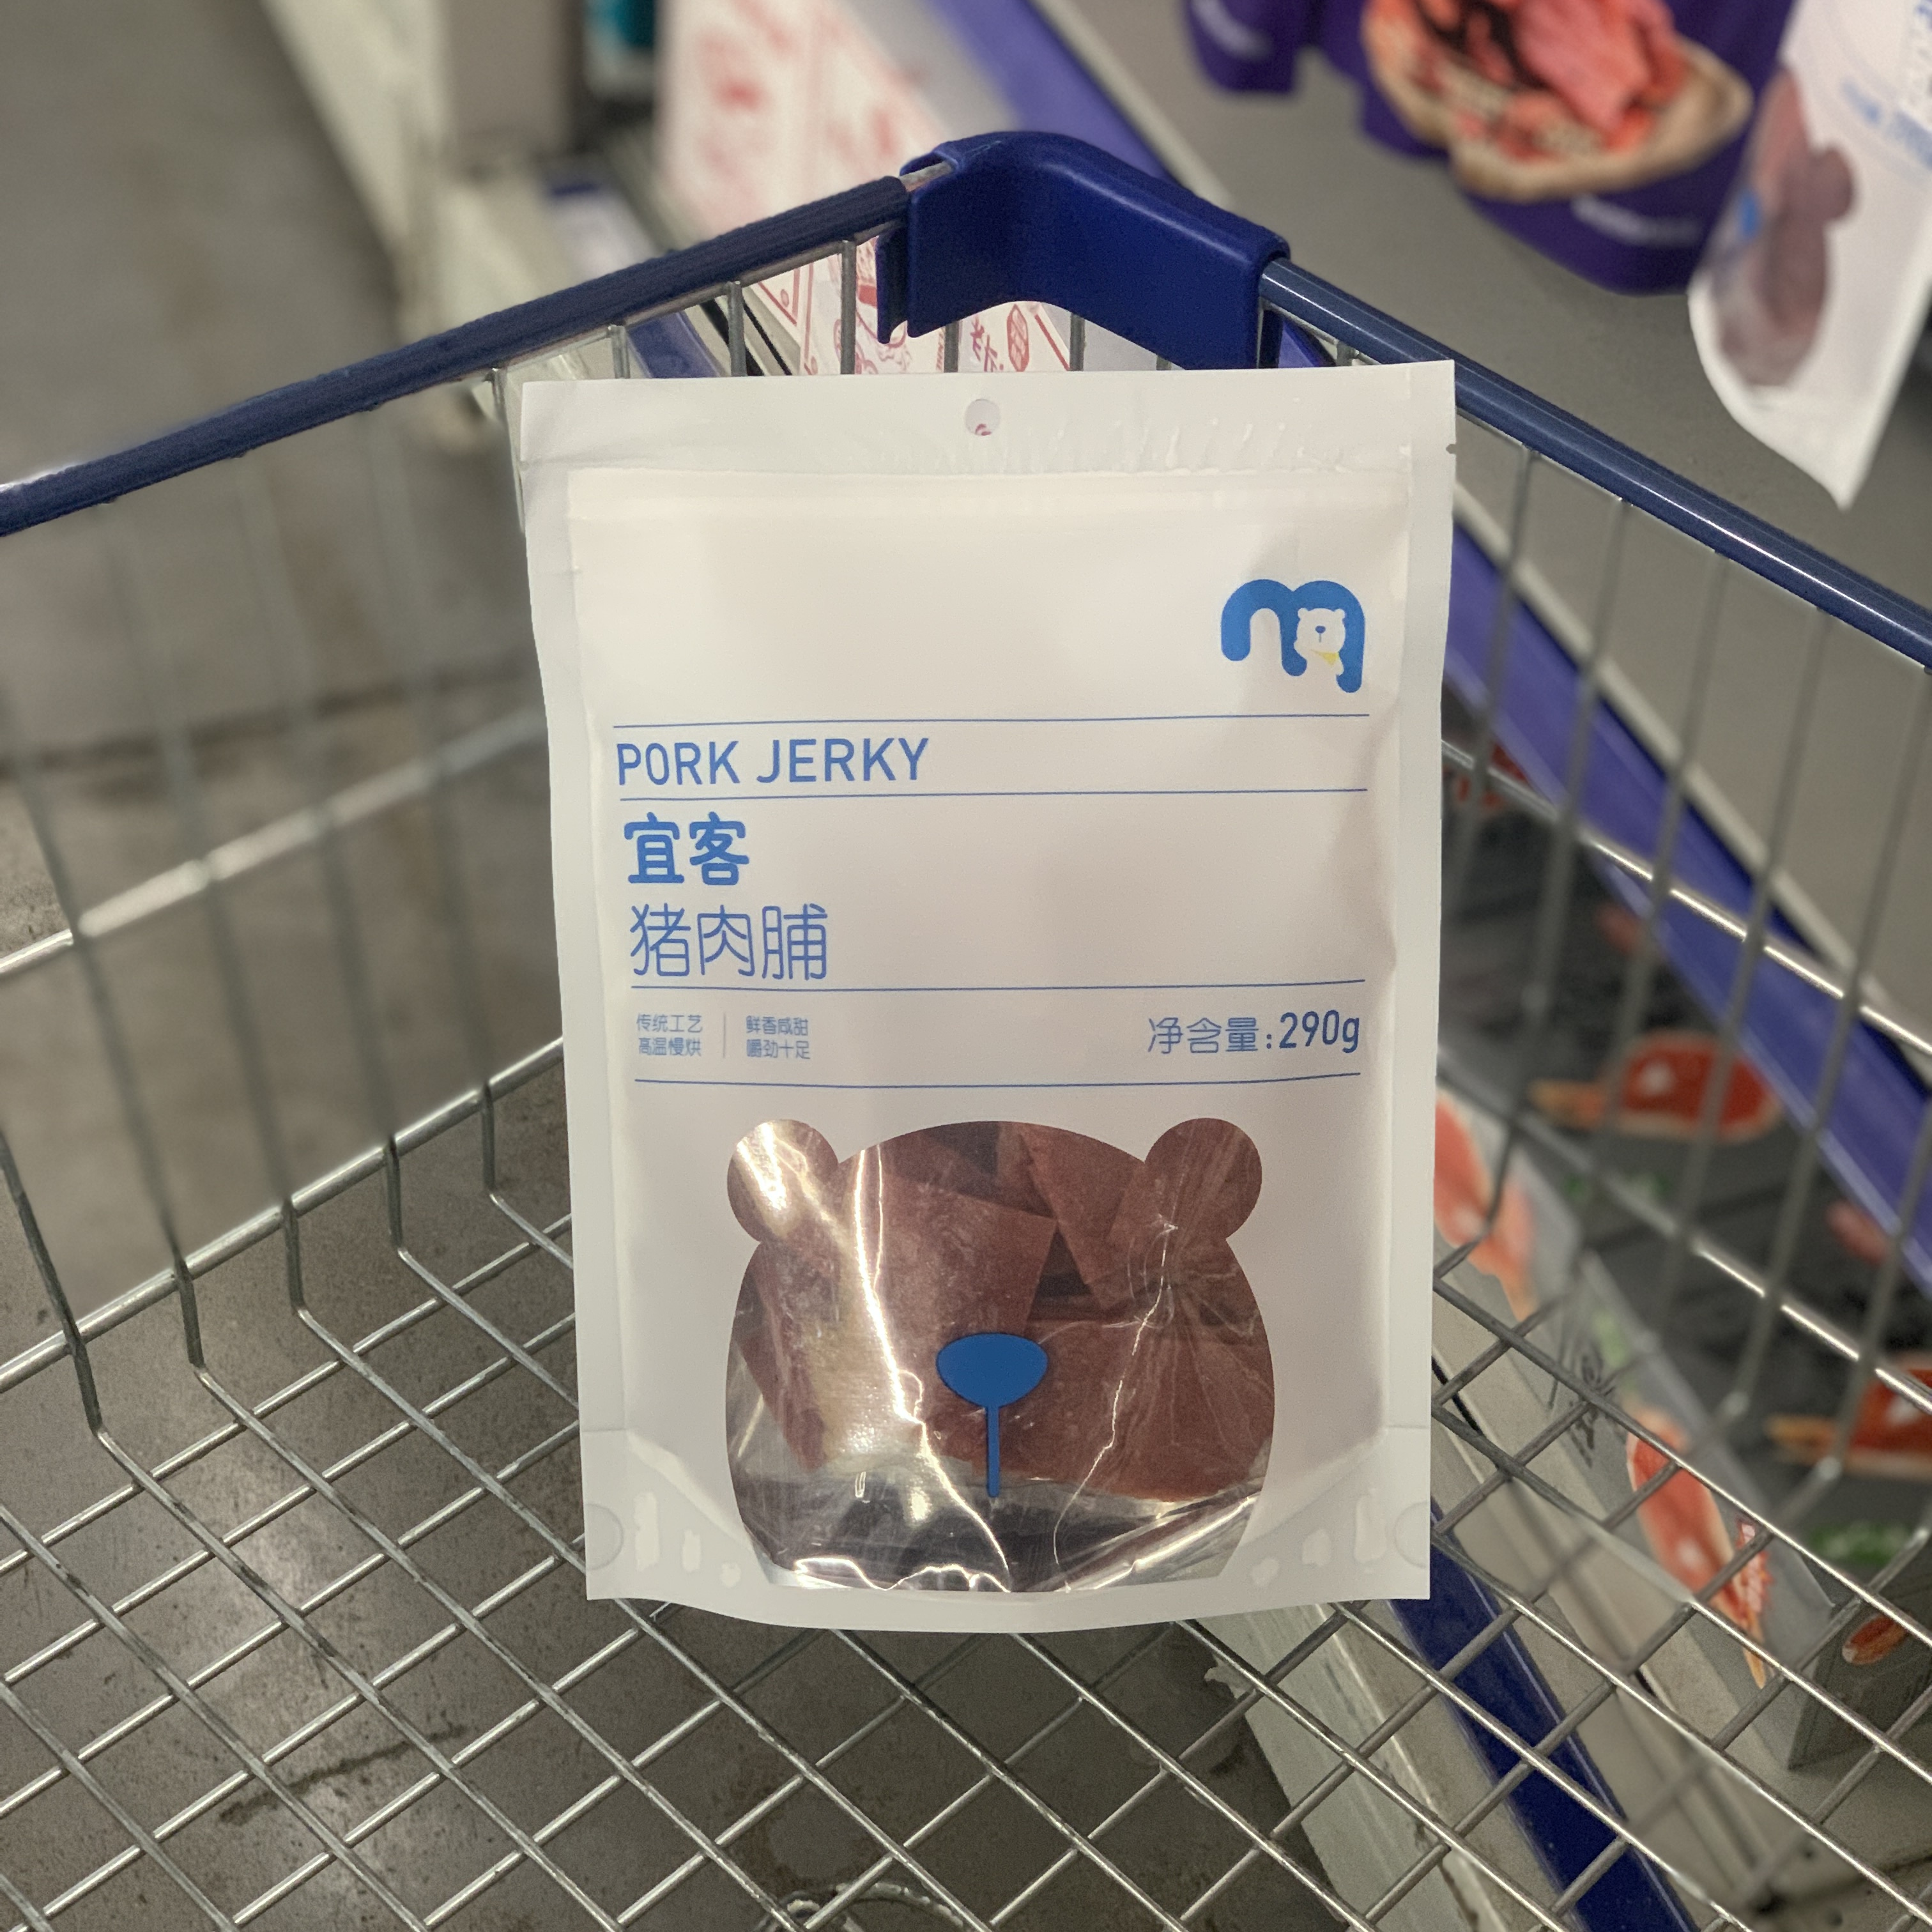 PORK JERKY
宜客
猪肉脯
传统工艺
高温慢烘
鲜香咸甜
嚼劲十足
净含量:290g